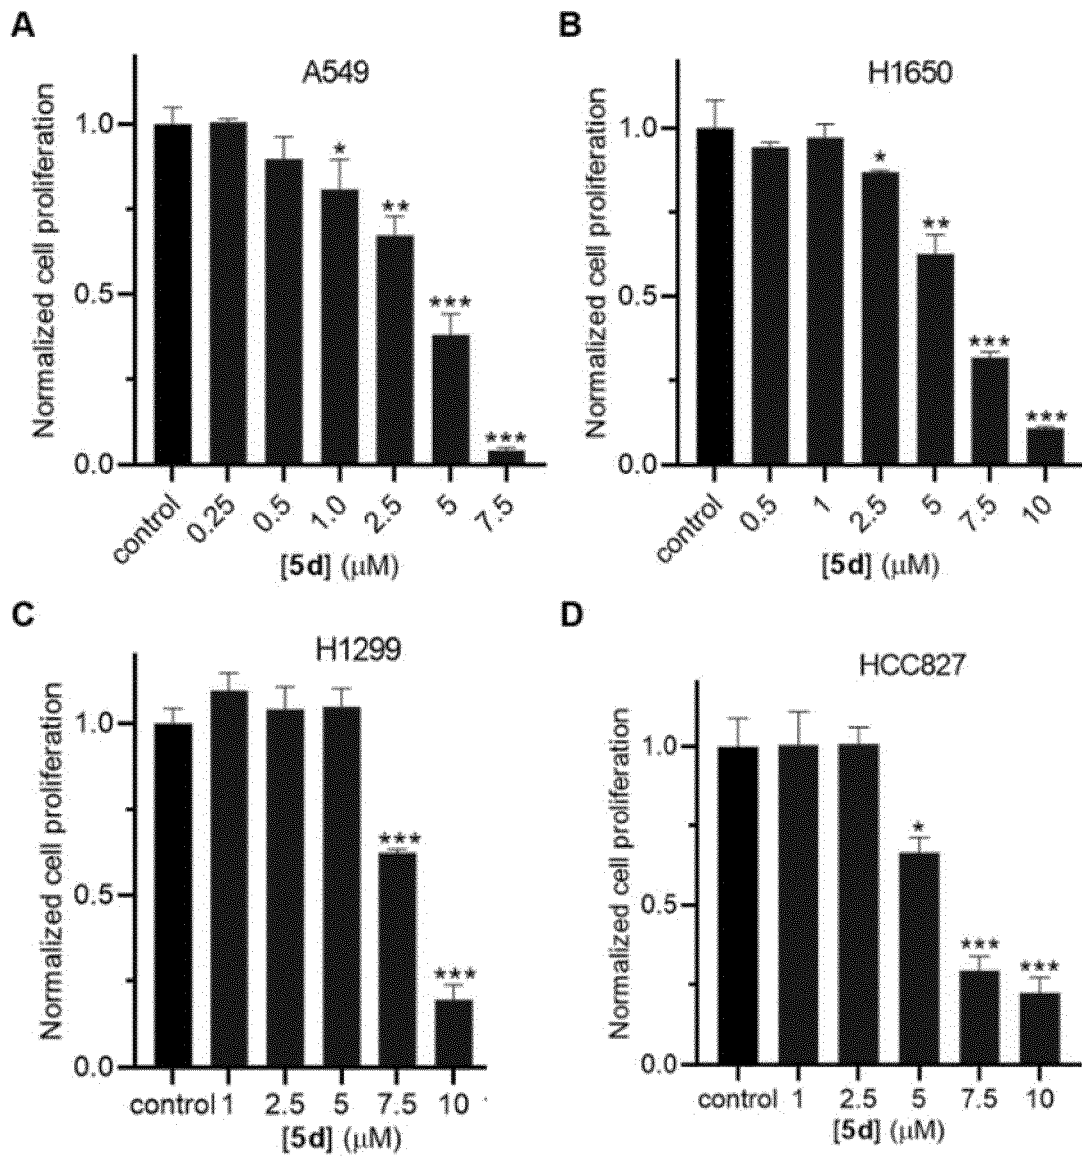 A
A549
Normalized cell proliferation
1.0
0.5
0.0
*
**
***
***
control 0.25 0.5 1.0 2.5 5 7.5
[5d] (μM)
B
H1650
Normalized cell proliferation
1.0
0.5
0.0
*
**
***
***
control 0.5 1 2.5 5 7.5 10
[5d] (μM)
C
H1299
Normalized cell proliferation
1.0
0.5
0.0
***
***
control 1 2.5 5 7.5 10
[5d] (μM)
D
HCC827
Normalized cell proliferation
1.0
0.5
0.0
*
***
***
control 1 2.5 5 7.5 10
[5d] (μM)